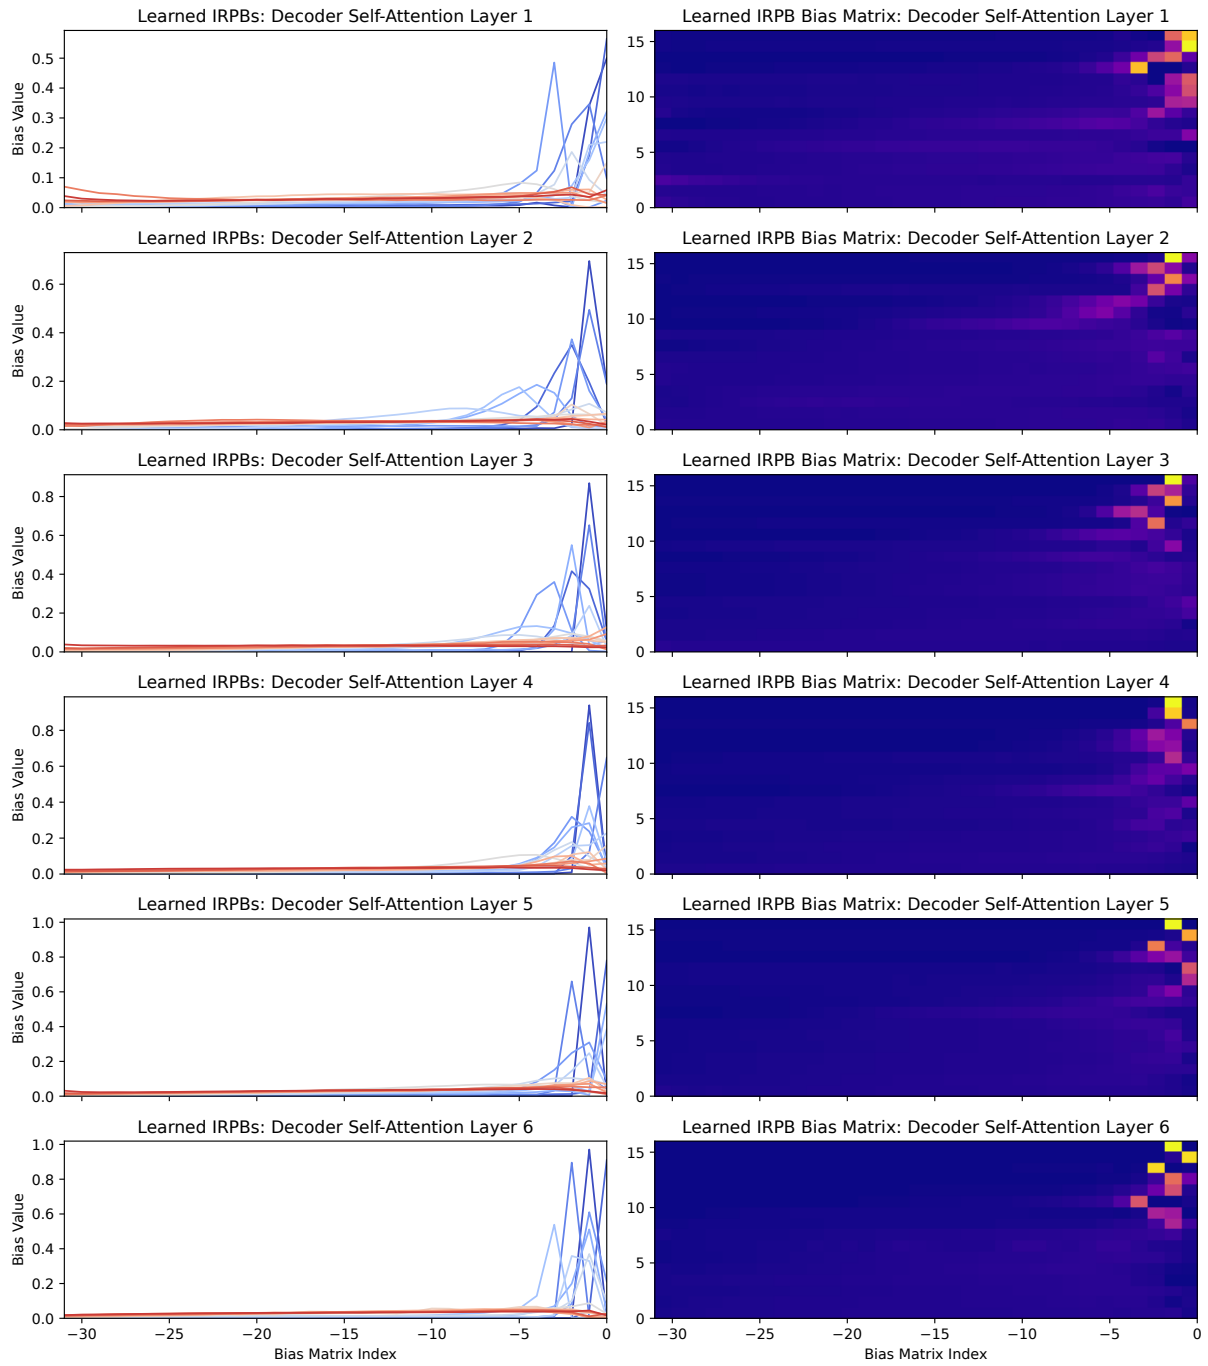 Learned IRPBs: Decoder Self-Attention Layer 1
Learned IRPB Bias Matrix: Decoder Self-Attention Layer 1
Bias Value
0.5
0.4
0.3
0.2
0.1
0.0
15
10
5
0
Learned IRPBs: Decoder Self-Attention Layer 2
Learned IRPB Bias Matrix: Decoder Self-Attention Layer 2
Bias Value
0.6
0.4
0.2
0.0
15
10
5
0
Learned IRPBs: Decoder Self-Attention Layer 3
Learned IRPB Bias Matrix: Decoder Self-Attention Layer 3
Bias Value
0.8
0.6
0.4
0.2
0.0
15
10
5
0
Learned IRPBs: Decoder Self-Attention Layer 4
Learned IRPB Bias Matrix: Decoder Self-Attention Layer 4
Bias Value
0.8
0.6
0.4
0.2
0.0
15
10
5
0
Learned IRPBs: Decoder Self-Attention Layer 5
Learned IRPB Bias Matrix: Decoder Self-Attention Layer 5
Bias Value
1.0
0.8
0.6
0.4
0.2
0.0
15
10
5
0
Learned IRPBs: Decoder Self-Attention Layer 6
Learned IRPB Bias Matrix: Decoder Self-Attention Layer 6
Bias Value
1.0
0.8
0.6
0.4
0.2
0.0
15
10
5
0
−30 −25 −20 −15 −10 −5 0
−30 −25 −20 −15 −10 −5 0
Bias Matrix Index
Bias Matrix Index